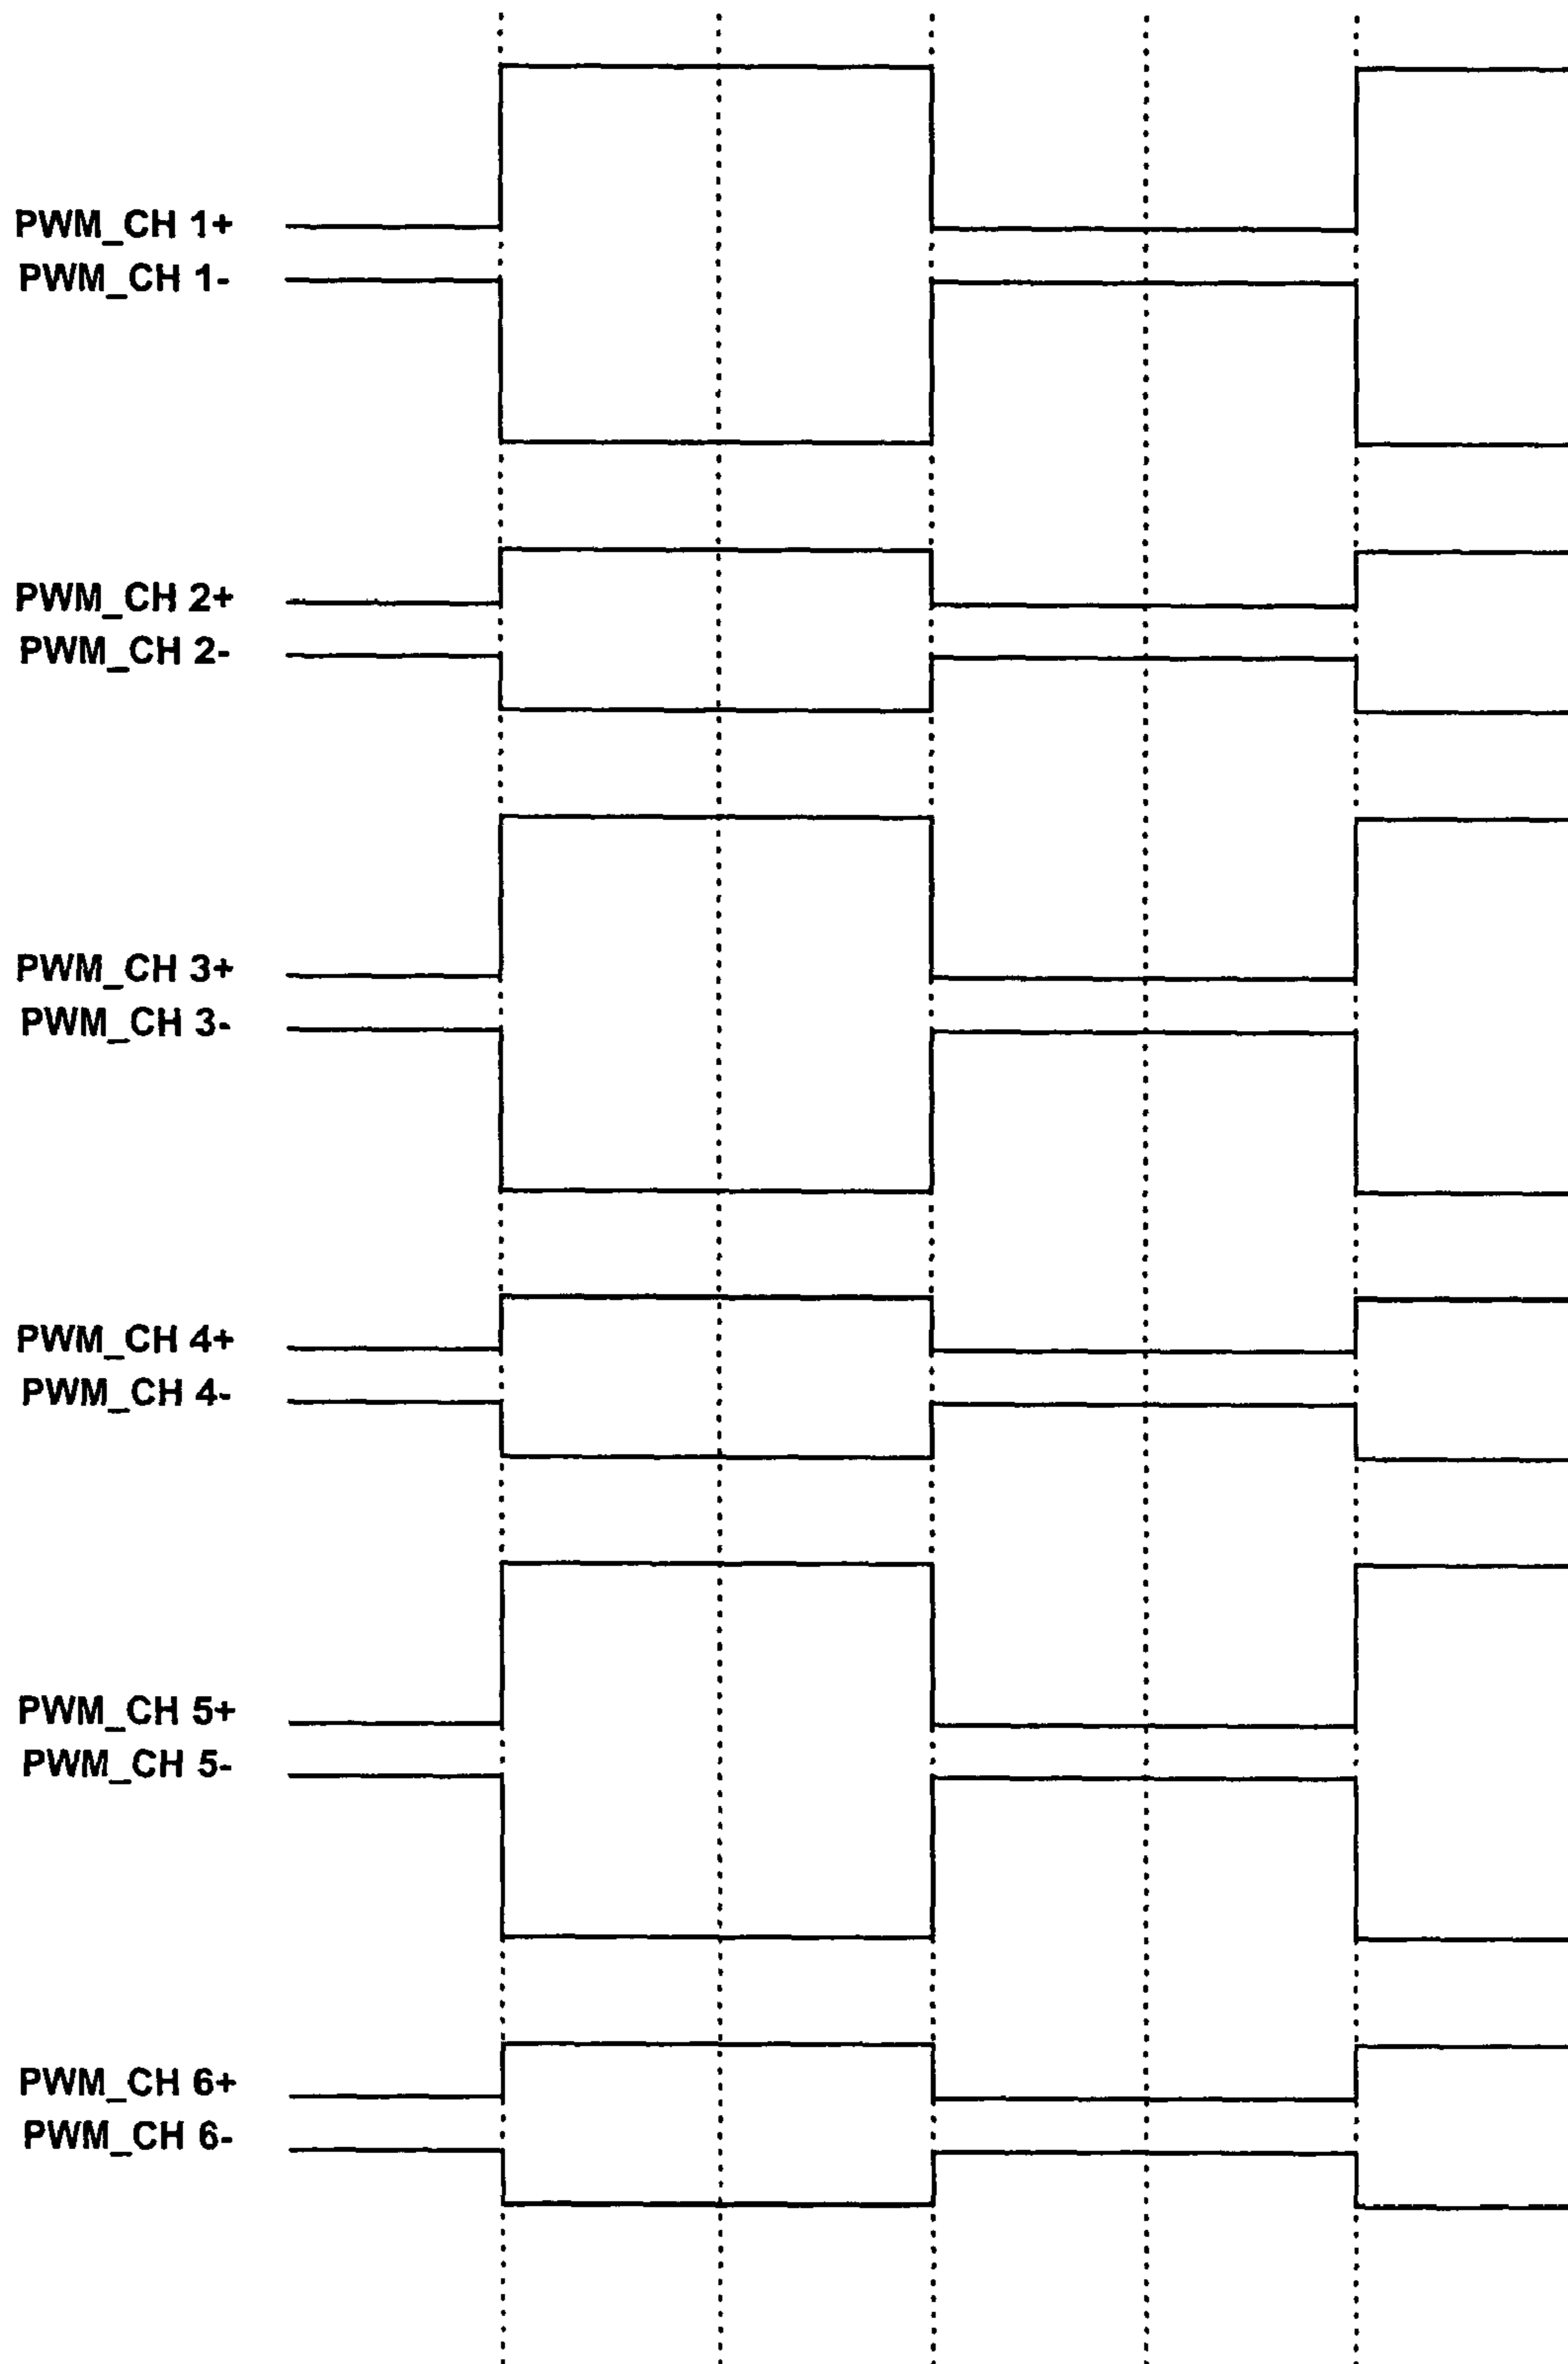 PWM_CH 1+
PWM_CH 1-
PWM_CH 2+
PWM_CH 2-
PWM_CH 3+
PWM_CH 3-
PWM_CH 4+
PWM_CH 4-
PWM_CH 5+
PWM_CH 5-
PWM_CH 6+
PWM_CH 6-